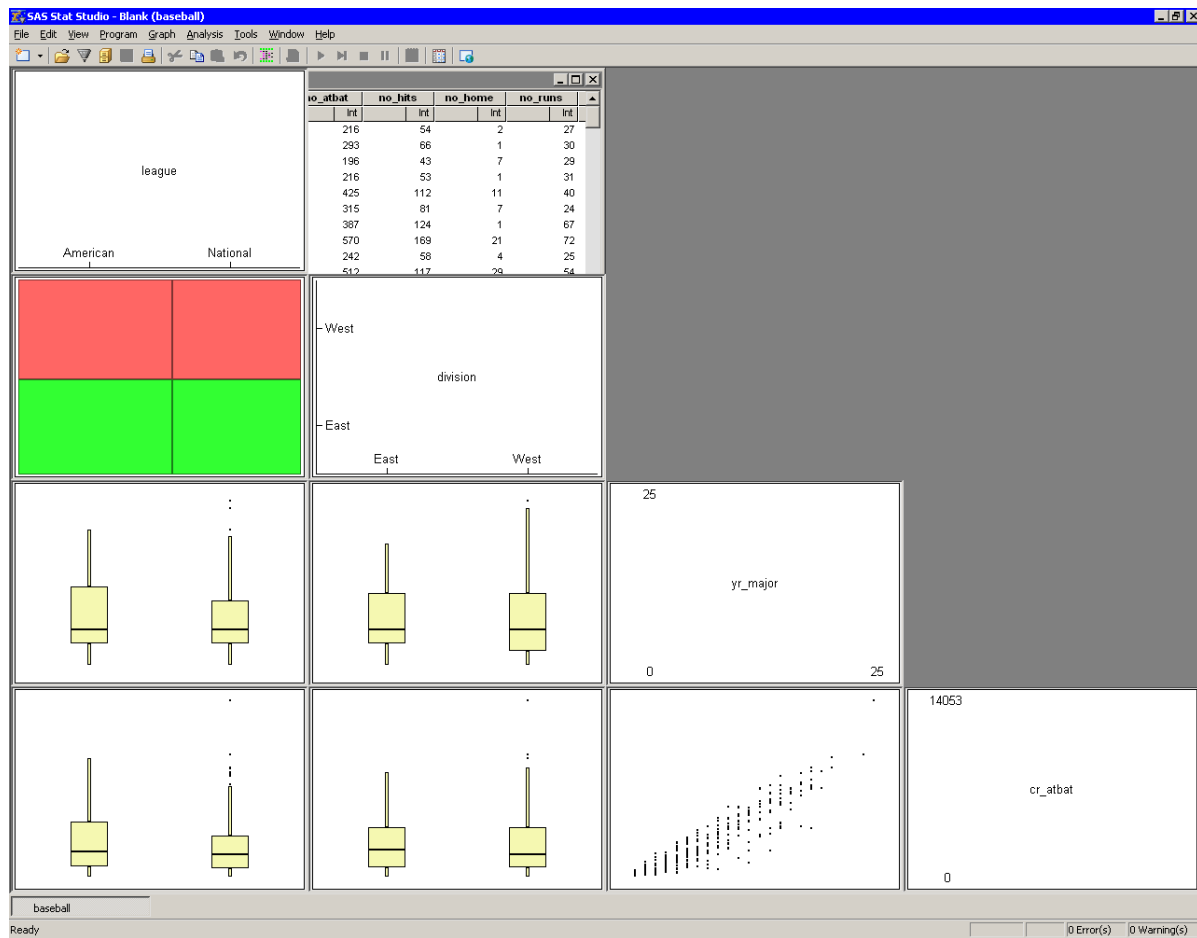 SAS Stat Studio - Blank (baseball)
File Edit View Program Graph Analysis Tools Window Help
league
American National
no_atbat no_hits no_home no_runs
Int Int Int Int
216 54 2 27
293 66 1 30
196 43 7 29
216 53 1 31
425 112 11 40
315 81 7 24
387 124 1 67
570 169 21 72
242 58 4 25
512 117 29 54
West
division
East
East West
25
yr_major
0 25
14053
cr_atbat
0
baseball
Ready 0 Error(s) 0 Warning(s)